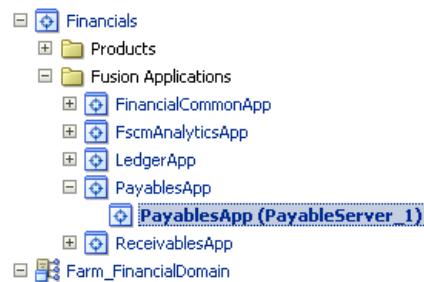 Financials
Products
Fusion Applications
FinancialCommonApp
FscmAnalyticsApp
LedgerApp
PayablesApp
PayablesApp (PayableServer_1)
ReceivablesApp
Farm_FinancialDomain